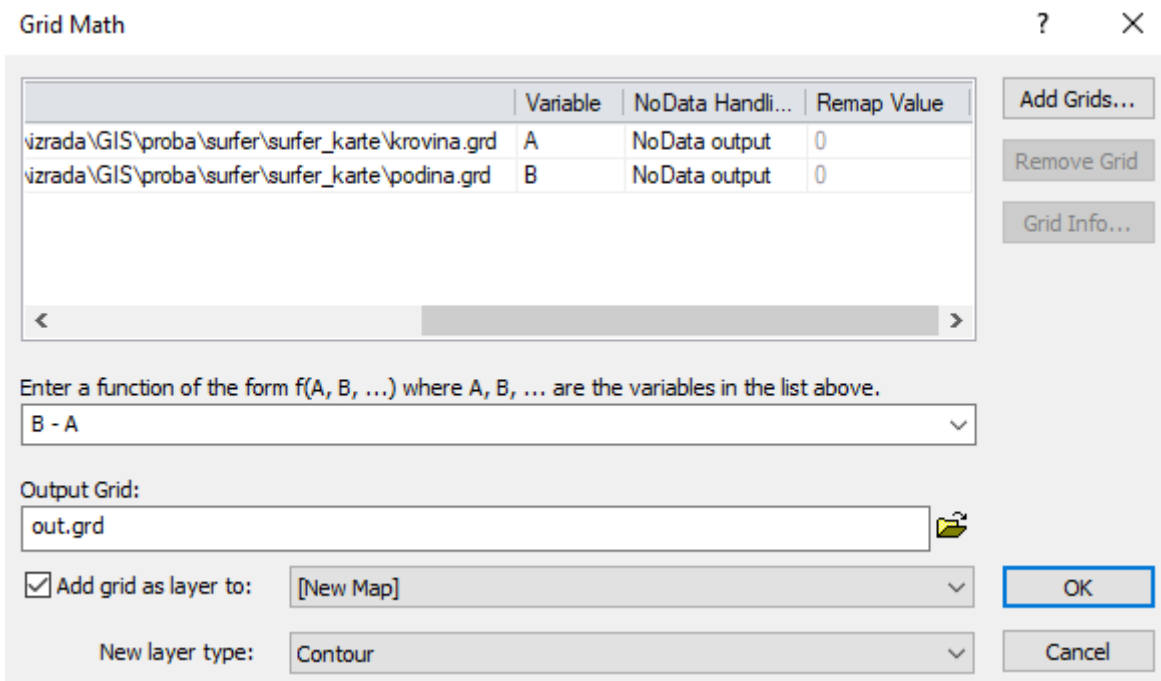 Grid Math ? ×
Variable NoData Handli... Remap Value Add Grids...
\izrada\GIS\proba\surfer\surfer_karte\krovina.grd A NoData output 0
\izrada\GIS\proba\surfer\surfer_karte\podina.grd B NoData output 0
Remove Grid
Grid Info...
Enter a function of the form f(A, B, ...) where A, B, ... are the variables in the list above.
B - A
Output Grid:
out.grd
Add grid as layer to: [New Map] OK
New layer type: Contour Cancel